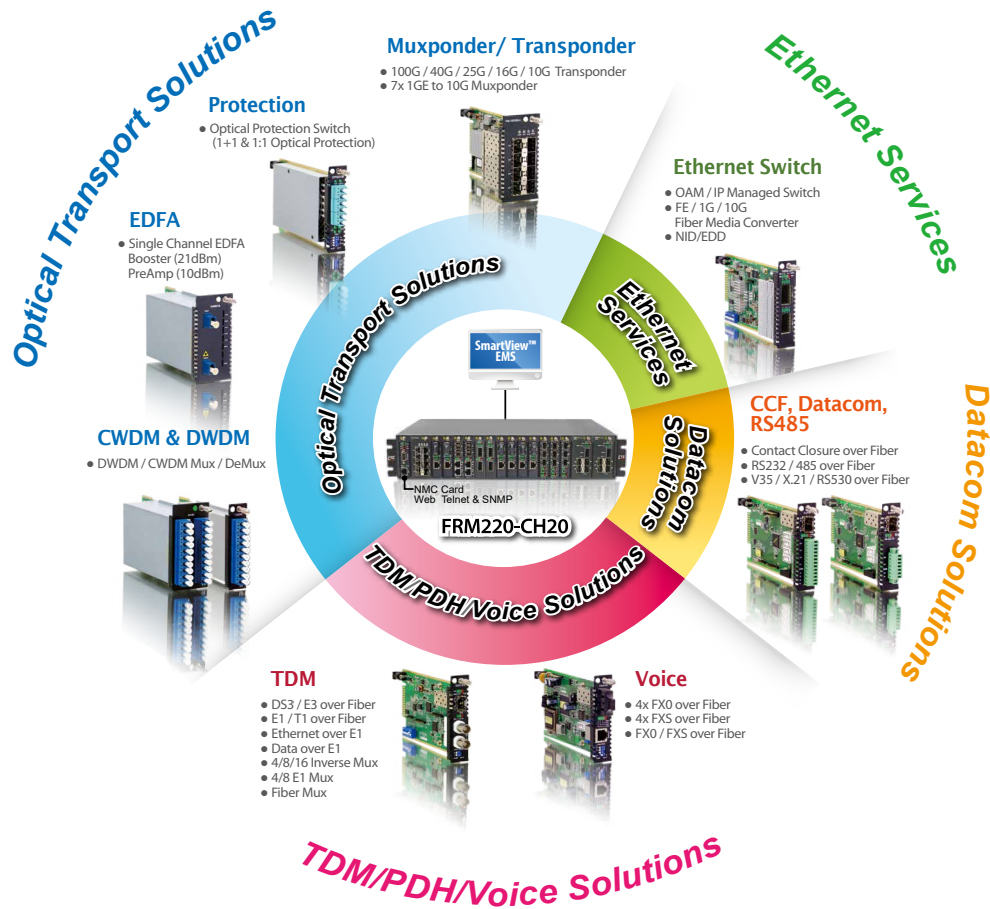 Optical Transport Solutions
Muxponder/ Transponder
● 100G / 40G / 25G / 16G / 10G Transponder
● 7x 1GE to 10G Muxponder
Protection
● Optical Protection Switch
(1+1 & 1:1 Optical Protection)
EDFA
● Single Channel EDFA
Booster (21dBm)
PreAmp (10dBm)
CWDM & DWDM
● DWDM / CWDM Mux / DeMux
Ethernet Services
Ethernet Switch
● OAM / IP Managed Switch
● FE / 1G / 10G
Fiber Media Converter
● NID/EDD
Datacom Solutions
CCF, Datacom,
RS485
● Contact Closure over Fiber
● RS232 / 485 over Fiber
● V35 / X.21 / RS530 over Fiber
Optical Transport Solutions
Ethernet
Services
Datacom
Solutions
TDM/PDH/Voice Solutions
SmartView™
EMS
NMC Card
Web Telnet & SNMP
FRM220-CH20
TDM
● DS3 / E3 over Fiber
● E1 / T1 over Fiber
● Ethernet over E1
● Data over E1
● 4/8/16 Inverse Mux
● 4/8 E1 Mux
● Fiber Mux
Voice
● 4x FX0 over Fiber
● 4x FXS over Fiber
● FX0 / FXS over Fiber
TDM/PDH/Voice Solutions